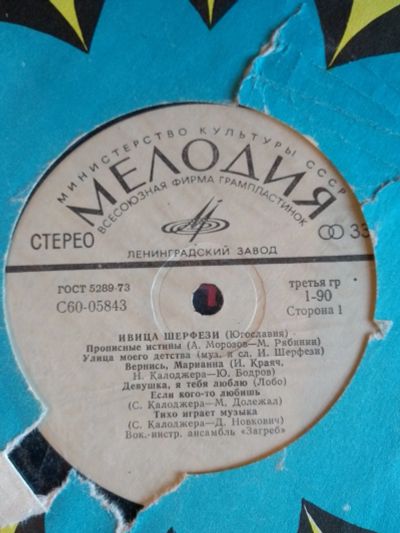 МИНИСТЕРСТВО КУЛЬТУРЫ СССР
МЕЛОДИЯ
ВСЕСОЮЗНАЯ ФИРМА ГРАМПЛАСТИНОК
СТЕРЕО
33
ЛЕНИНГРАДСКИЙ ЗАВОД
ГОСТ 5289-73
С60-05843
1
третья гр
1-90
Сторона 1
ИВИЦА ШЕРФЕЗИ (Югославия)
Прописные истины (А. Морозов—М. Рябинин)
Улица моего детства (муз. и сл. И. Шерфези)
Вернись, Марианна (И. Краяч,
Н. Калоджера—Ю. Бодров)
Девушка, я тебя люблю (Лобо)
Если кого-то любишь
(С. Калоджера—М. Долежал)
Тихо играет музыка
(С. Калоджера—Д. Новкович)
Вок.-инстр. ансамбль «Загреб»